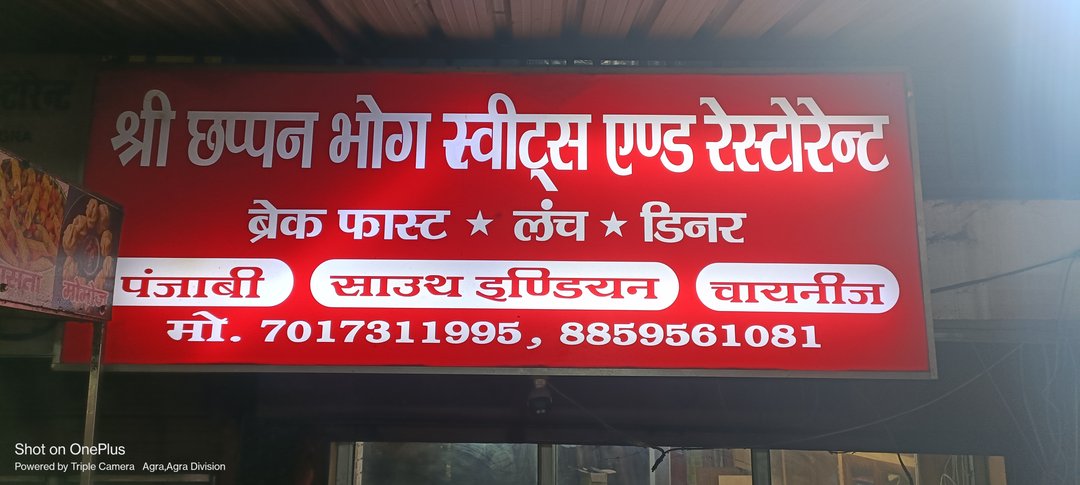 श्री छप्पन भोग स्वीट्स एण्ड रेस्टोरेन्ट
ब्रेक फास्ट ★ लंच ★ डिनर
पंजाबी साउथ इण्डियन चायनीज
मो. 7017311995, 8859561081
मोमोज
Shot on OnePlus
Powered by Triple Camera Agra,Agra Division